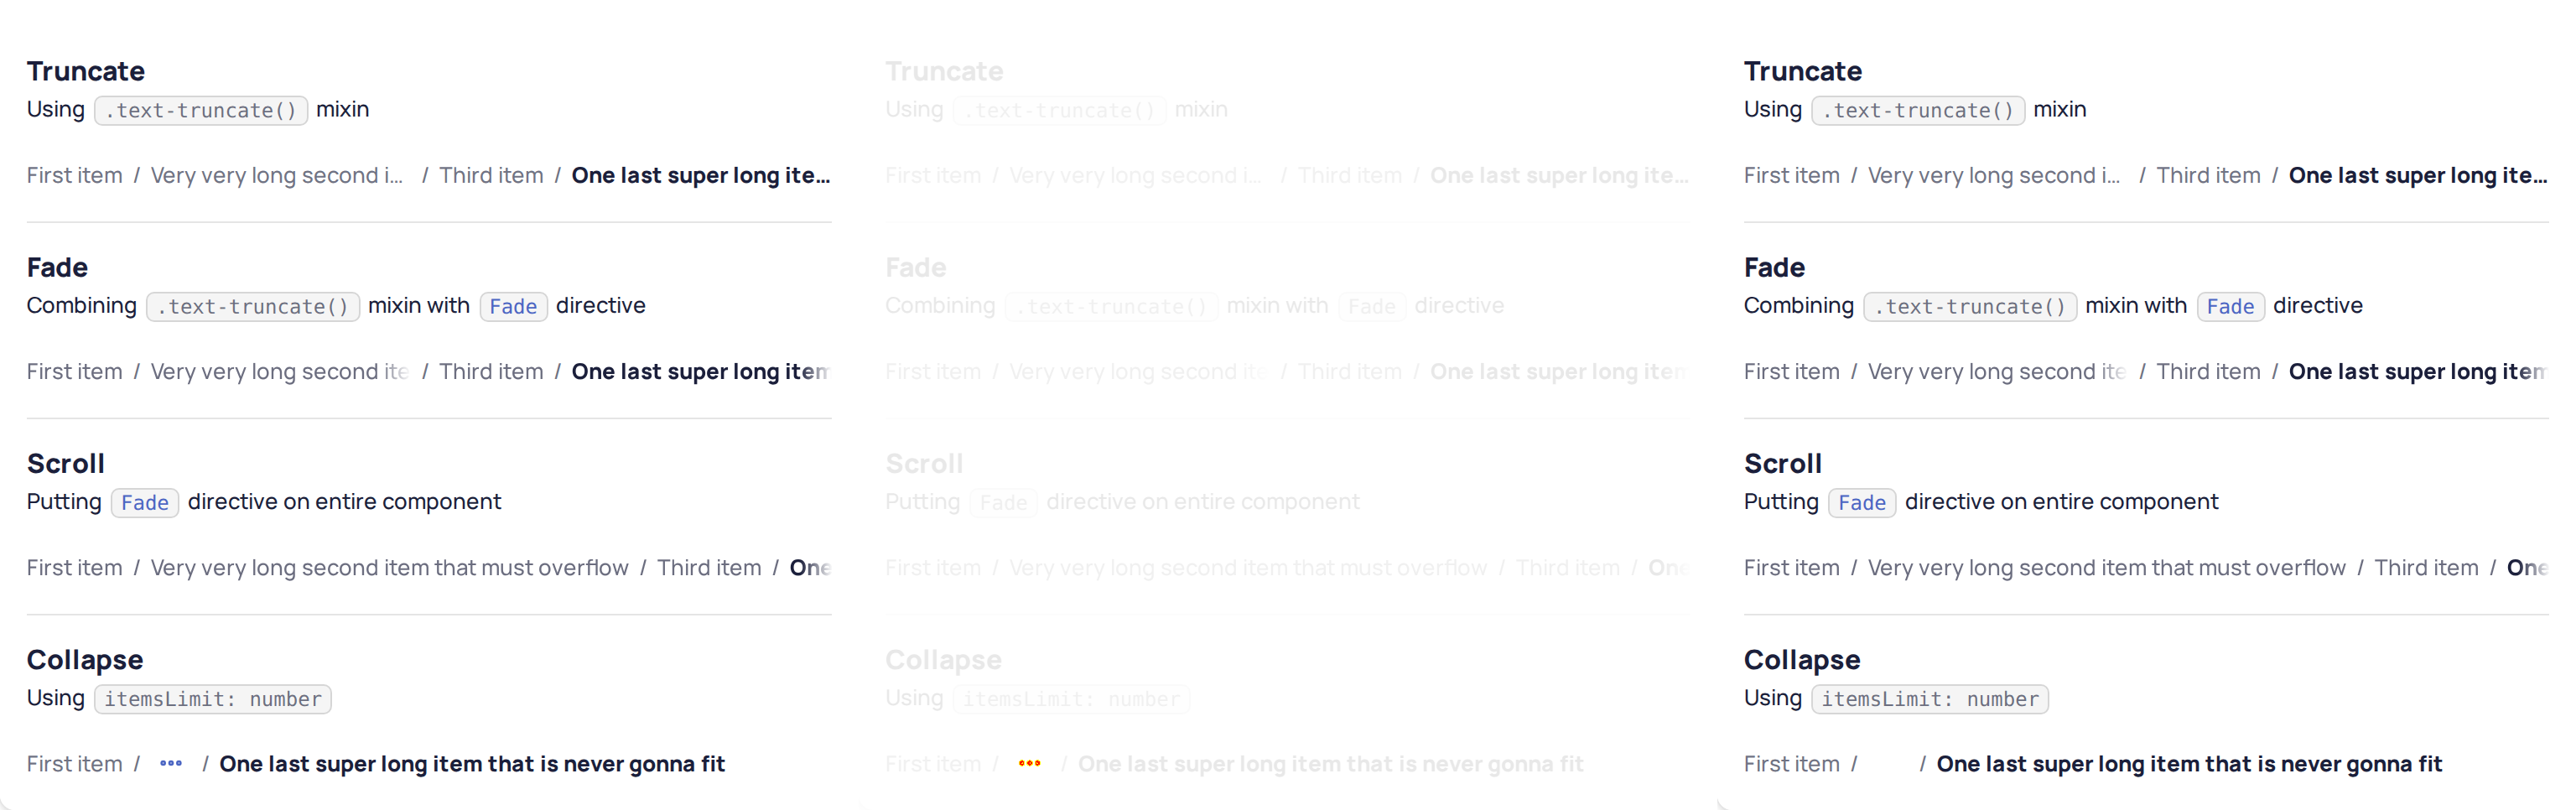 Truncate
Using .text-truncate() mixin
First item / Very very long second i... / Third item / One last super long ite...
Fade
Combining .text-truncate() mixin with Fade directive
First item / Very very long second ite / Third item / One last super long item
Scroll
Putting Fade directive on entire component
First item / Very very long second item that must overflow / Third item / One
Collapse
Using itemsLimit: number
First item / ••• / One last super long item that is never gonna fit
Truncate
Using .text-truncate() mixin
First item / Very very long second i... / Third item / One last super long ite...
Fade
Combining .text-truncate() mixin with Fade directive
First item / Very very long second ite / Third item / One last super long item
Scroll
Putting Fade directive on entire component
First item / Very very long second item that must overflow / Third item / One
Collapse
Using itemsLimit: number
First item / ••• / One last super long item that is never gonna fit
Truncate
Using .text-truncate() mixin
First item / Very very long second i... / Third item / One last super long ite...
Fade
Combining .text-truncate() mixin with Fade directive
First item / Very very long second ite / Third item / One last super long item
Scroll
Putting Fade directive on entire component
First item / Very very long second item that must overflow / Third item / One
Collapse
Using itemsLimit: number
First item / / One last super long item that is never gonna fit